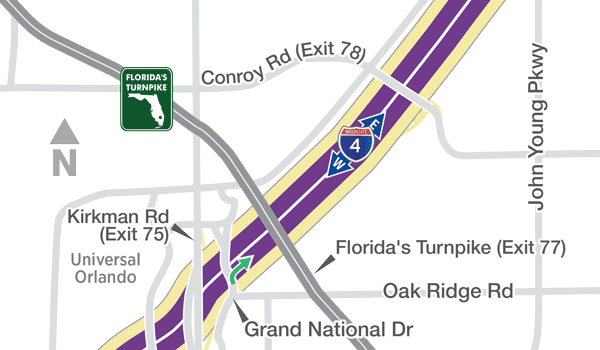 Conroy Rd (Exit 78)
FLORIDA'S
TURNPIKE
John Young Pkwy
E
INTERSTATE
4
W
N
Kirkman Rd
(Exit 75)
Universal
Orlando
Florida's Turnpike (Exit 77)
Oak Ridge Rd
Grand National Dr